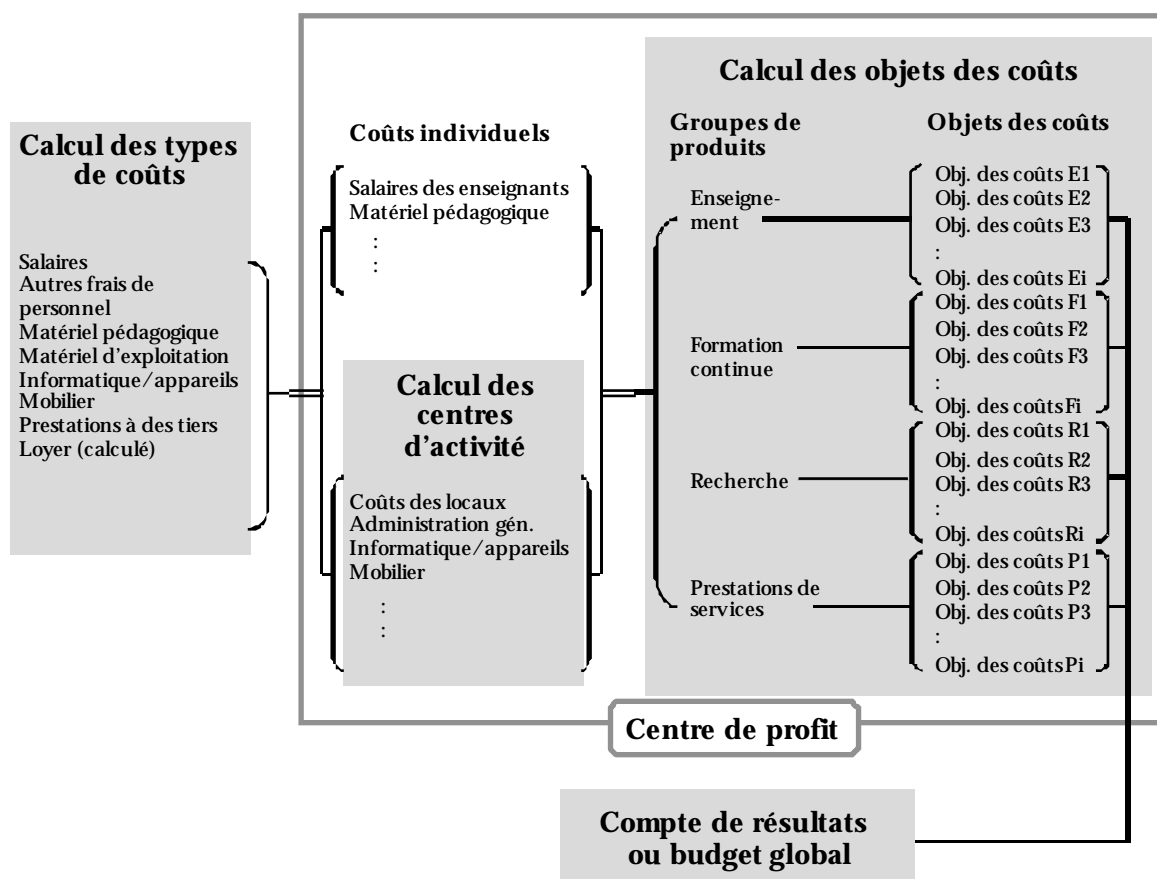 Calcul des types
de coûts
Salaires
Autres frais de
personnel
Matériel pédagogique
Matériel d'exploitation
Informatique/appareils
Mobilier
Prestations à des tiers
Loyer (calculé)
Coûts individuels
Salaires des enseignants
Matériel pédagogique
:
:
Calcul des
centres
d'activité
Coûts des locaux
Administration gén.
Informatique/appareils
Mobilier
:
:
Calcul des objets des coûts
Groupes de
produits
Enseigne-
ment
Formation
continue
Recherche
Prestations de
services
Objets des coûts
Obj. des coûts E1
Obj. des coûts E2
Obj. des coûts E3
:
Obj. des coûts Ei
Obj. des coûts F1
Obj. des coûts F2
Obj. des coûts F3
:
Obj. des coûts Fi
Obj. des coûts R1
Obj. des coûts R2
Obj. des coûts R3
:
Obj. des coûts Ri
Obj. des coûts P1
Obj. des coûts P2
Obj. des coûts P3
:
Obj. des coûts Pi
Centre de profit
Compte de résultats
ou budget global